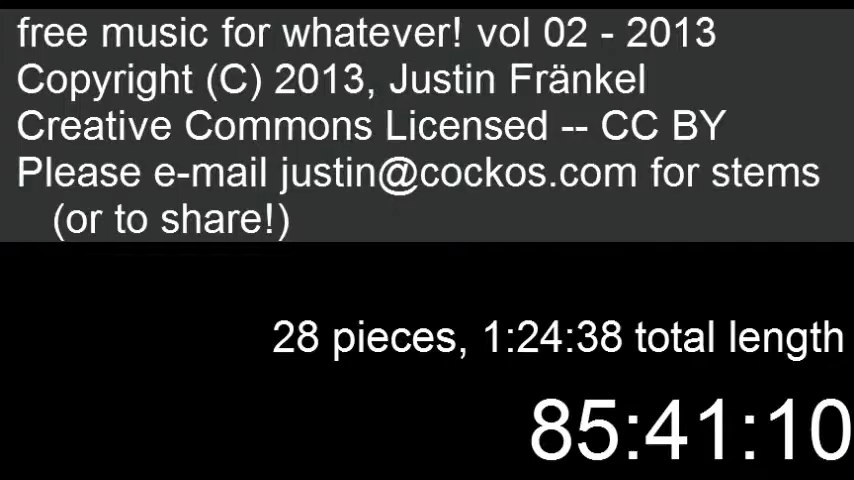 free music for whatever! vol 02 - 2013
Copyright (C) 2013, Justin Fränkel
Creative Commons Licensed -- CC BY
Please e-mail justin@cockos.com for stems
(or to share!)
28 pieces, 1:24:38 total length
85:41:10